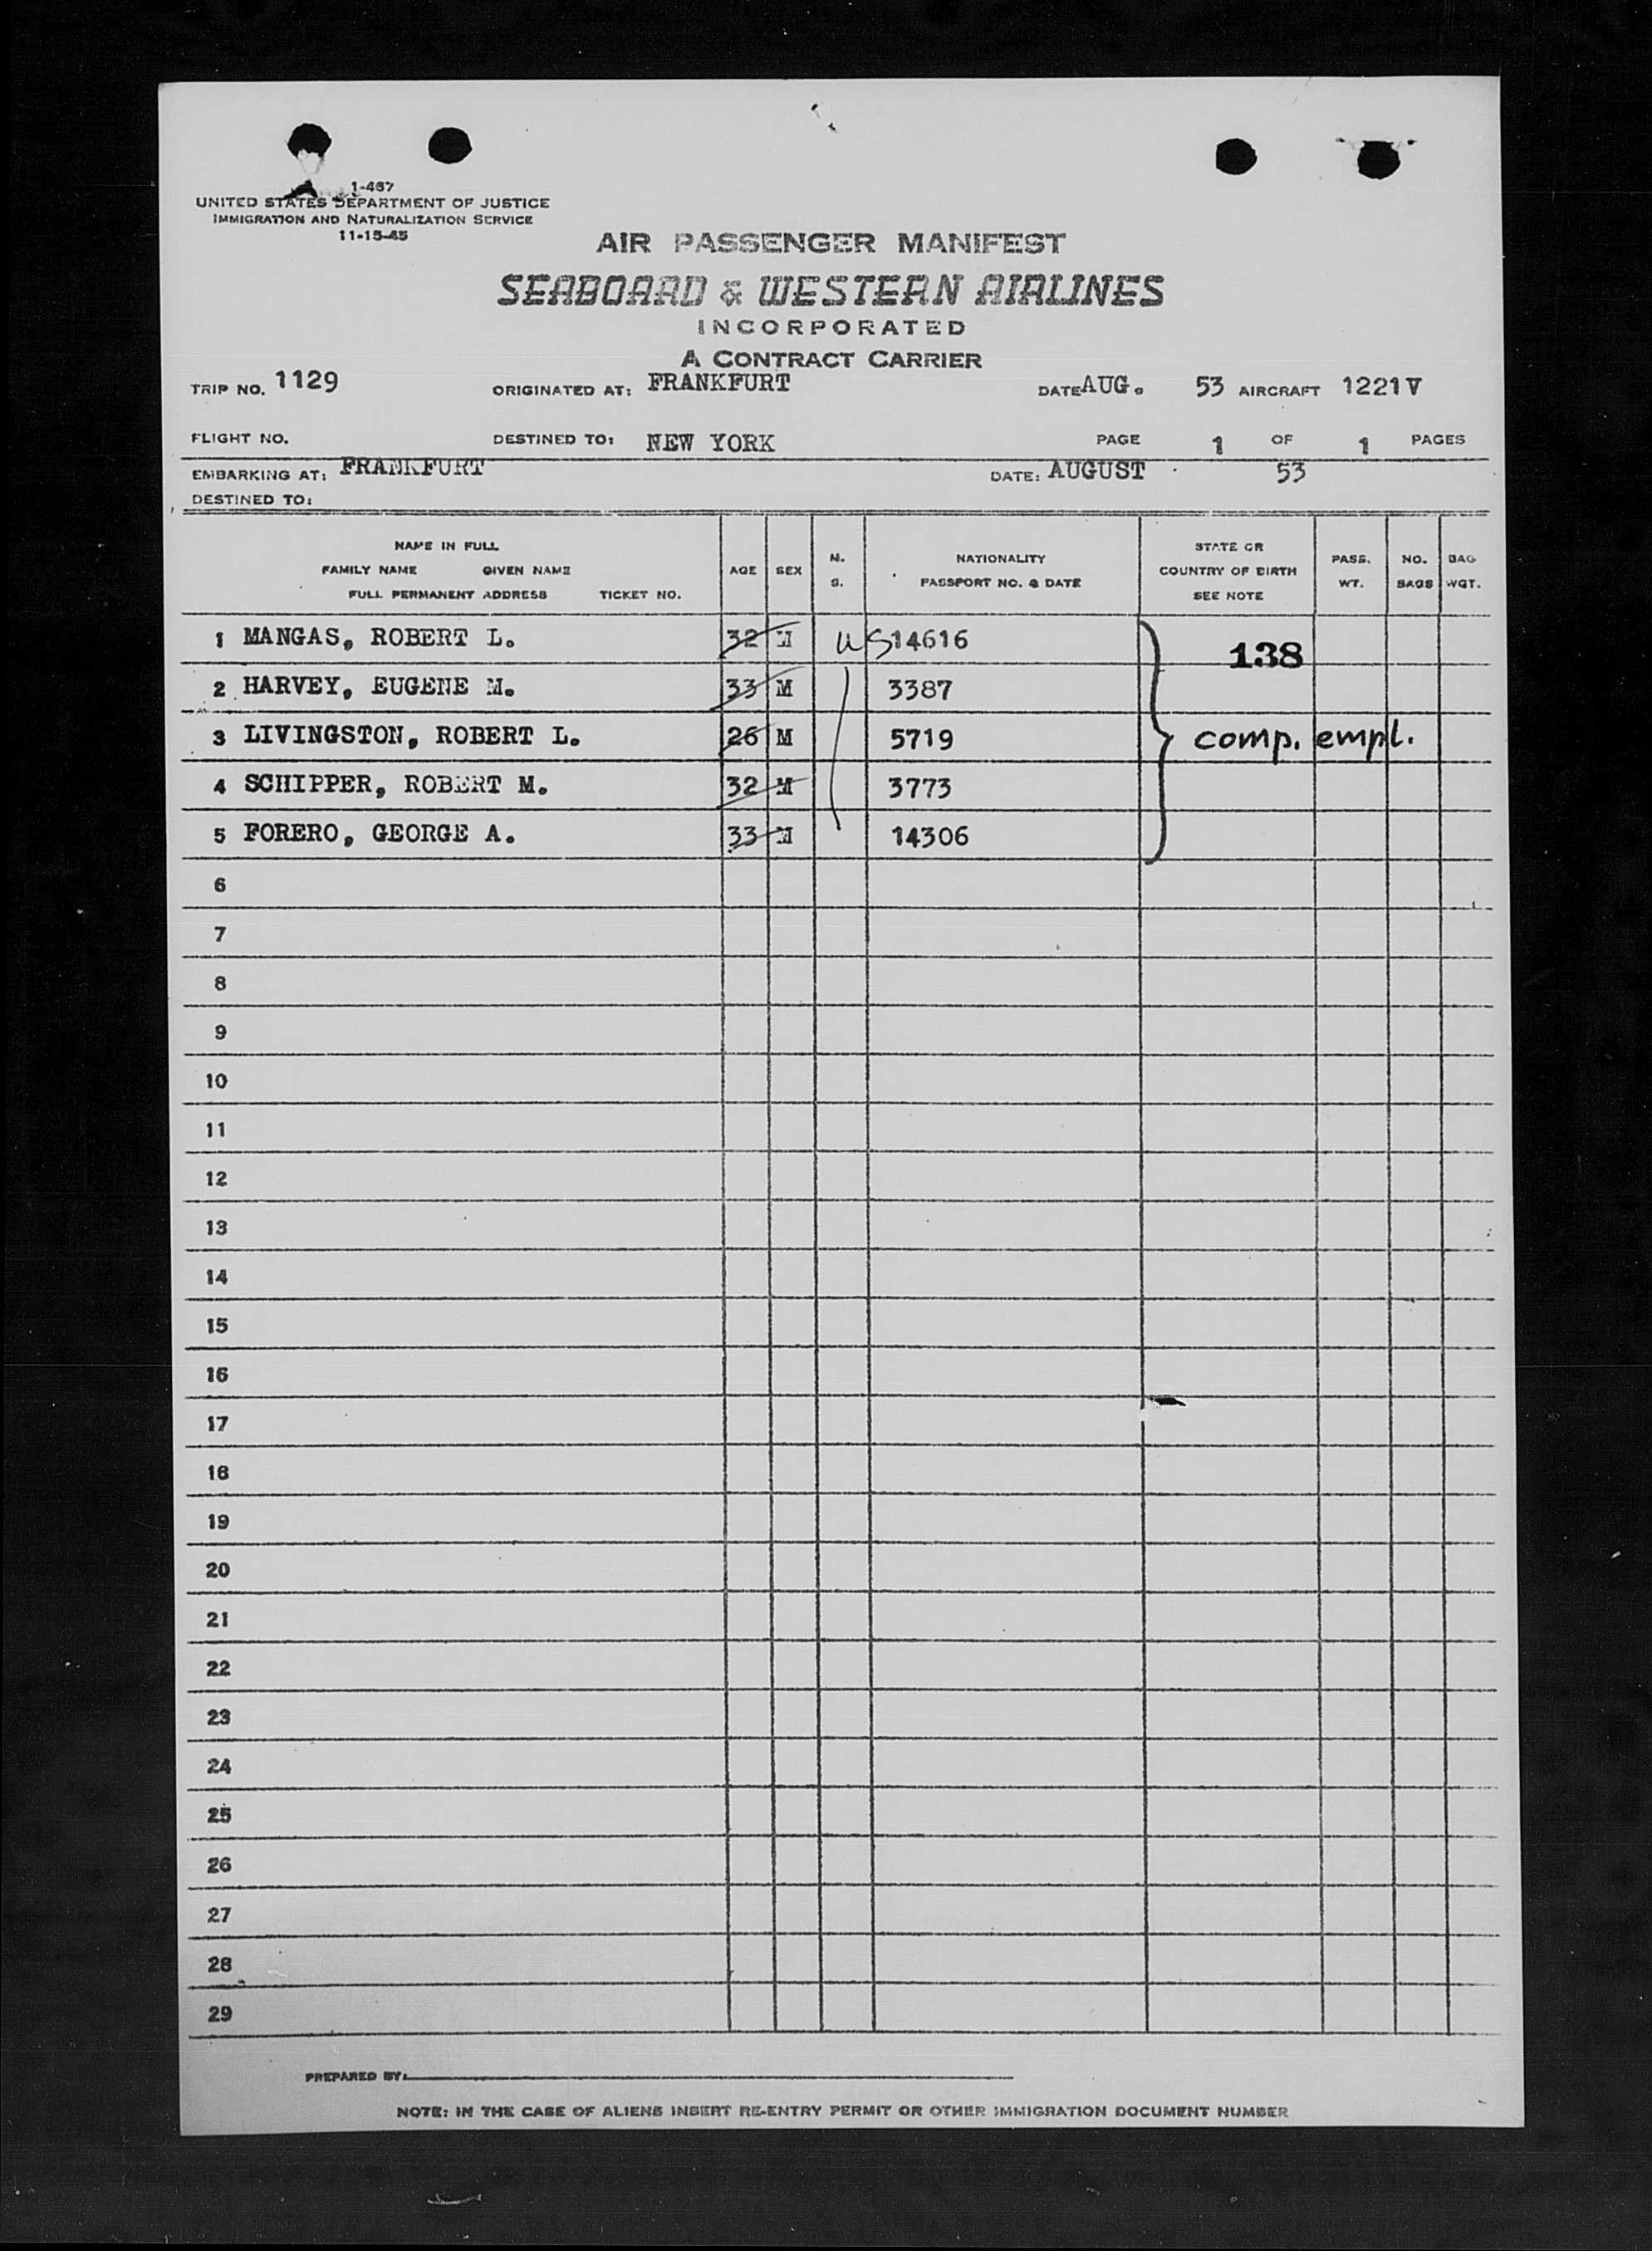 1-467
UNITED STATES DEPARTMENT OF JUSTICE
IMMIGRATION AND NATURALIZATION SERVICE
11-15-45
AIR PASSENGER MANIFEST
SEABOARD & WESTERN AIRLINES
INCORPORATED
A CONTRACT CARRIER
TRIP NO. 1129 ORIGINATED AT: FRANKFURT DATE AUG. 53 AIRCRAFT 1221V
FLIGHT NO. DESTINED TO: NEW YORK PAGE 1 OF 1 PAGES
EMBARKING AT: FRANKFURT DATE: AUGUST 53
DESTINED TO:
NAME IN FULL
FAMILY NAME GIVEN NAME
FULL PERMANENT ADDRESS TICKET NO.
AGE
SEX
M.
S.
NATIONALITY
PASSPORT NO. & DATE
STATE OR
COUNTRY OF BIRTH
SEE NOTE
PASS.
WT.
NO.
BAGS
BAG
WGT.
1 MANGAS, ROBERT L. 32 M US 14616 138
2 HARVEY, EUGENE M. 33 M 3387
3 LIVINGSTON, ROBERT L. 26 M 5719 comp. empl.
4 SCHIPPER, ROBERT M. 32 M 3773
5 FORERO, GEORGE A. 33 M 14306
6
7
8
9
10
11
12
13
14
15
16
17
18
19
20
21
22
23
24
25
26
27
28
29
PREPARED BY:
NOTE: IN THE CASE OF ALIENS INSERT RE-ENTRY PERMIT OR OTHER IMMIGRATION DOCUMENT NUMBER